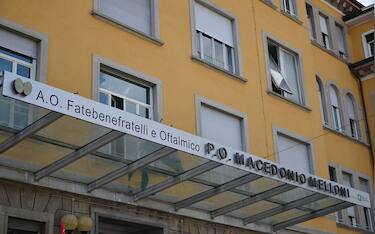 A.O. Fatebenefratelli e Oftalmico
P.O. MACEDONIO MELLONI